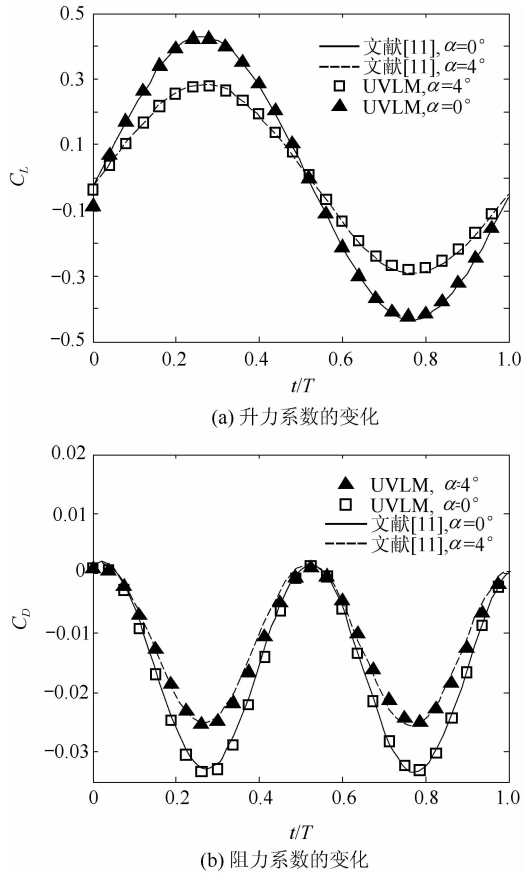 0.5
0.3
0.1
−0.1
−0.3
−0.5
C_L
文献[11], α=0°
文献[11], α=4°
UVLM,α=4°
UVLM,α=0°
0
0.2
0.4
0.6
0.8
1.0
t/T
(a) 升力系数的变化
0.02
0.01
0
−0.01
−0.02
−0.03
C_D
UVLM, α=4°
UVLM, α=0°
文献[11],α=0°
文献[11],α=4°
0
0.2
0.4
0.6
0.8
1.0
t/T
(b) 阻力系数的变化